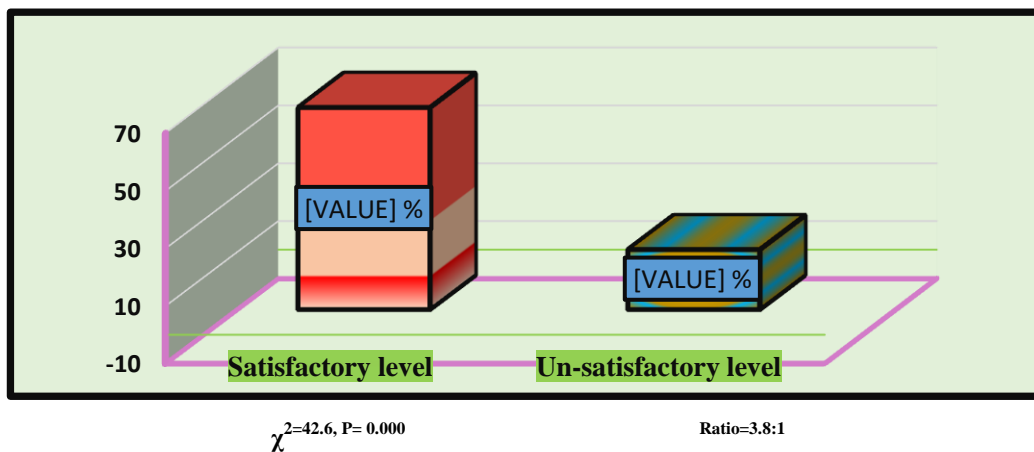 70
50
30
10
-10
[VALUE] %
[VALUE] %
Satisfactory level
Un-satisfactory level
χ2=42.6, P= 0.000
Ratio=3.8:1